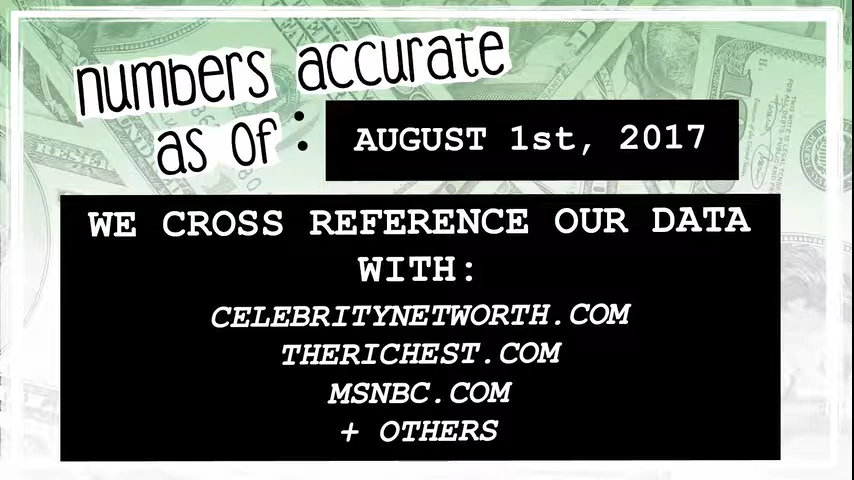 numbers accurate
as of: AUGUST 1st, 2017
WE CROSS REFERENCE OUR DATA
WITH:
CELEBRITYNETWORTH.COM
THERICHEST.COM
MSNBC.COM
+ OTHERS